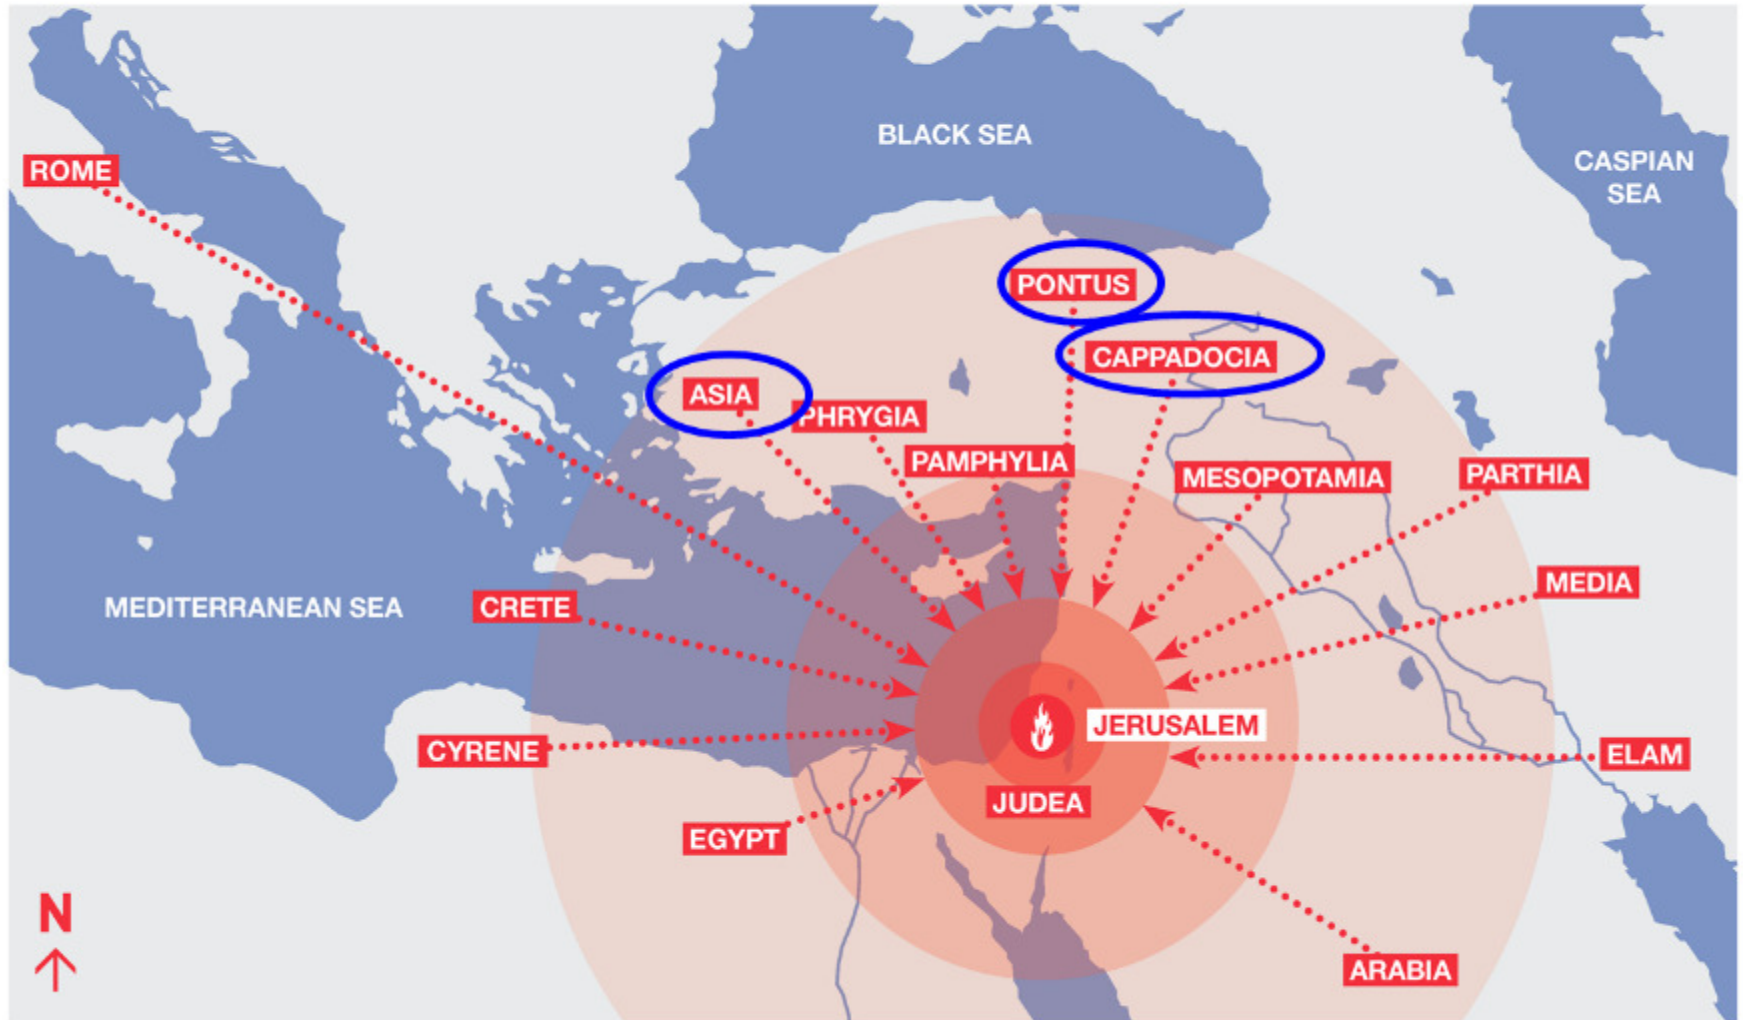 BLACK SEA
CASPIAN
SEA
ROME
PONTUS
CAPPADOCIA
ASIA
PHRYGIA
PAMPHYLIA
MESOPOTAMIA
PARTHIA
MEDIA
MEDITERRANEAN SEA
CRETE
JERUSALEM
CYRENE
ELAM
JUDEA
EGYPT
N
ARABIA